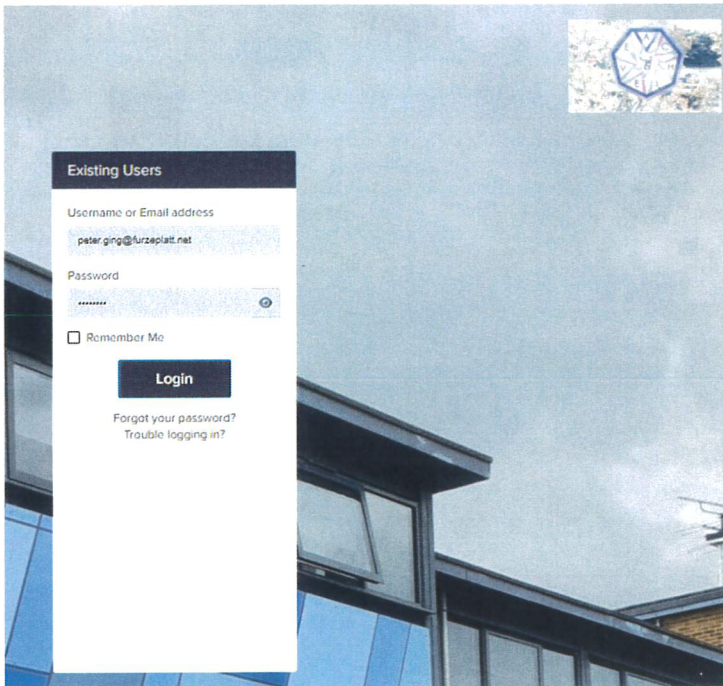 Existing Users
Username or Email address
peter.ging@furzeplatt.net
Password
••••••••
Remember Me
Login
Forgot your password?
Trouble logging in?